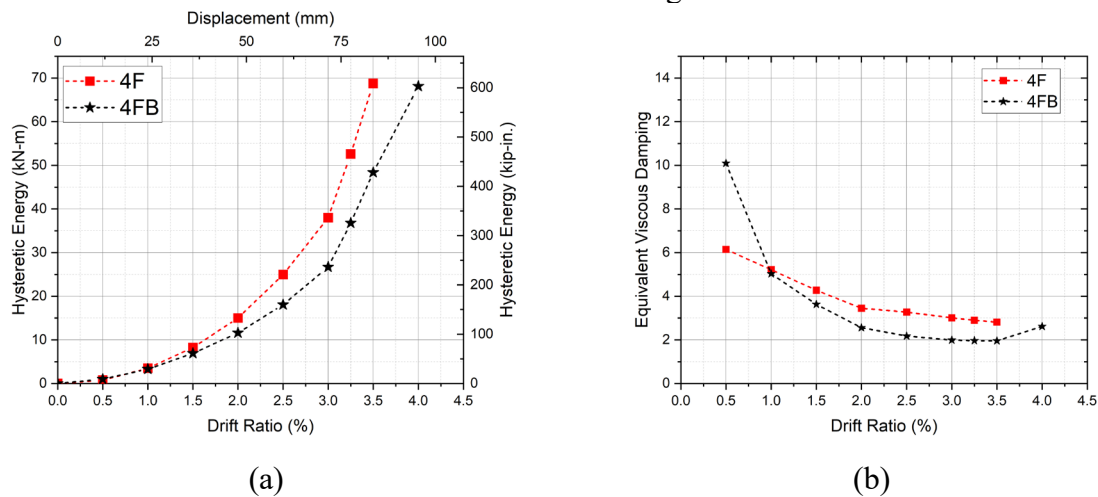 Displacement (mm)
0 25 50 75 100
4F
4FB
Hysteretic Energy (kN-m)
70
60
50
40
30
20
10
0
600
500
400
300
200
100
0
Hysteretic Energy (kip-in.)
0.0 0.5 1.0 1.5 2.0 2.5 3.0 3.5 4.0 4.5
Drift Ratio (%)
(a)
4F
4FB
Equivalent Viscous Damping
14
12
10
8
6
4
2
0
0.0 0.5 1.0 1.5 2.0 2.5 3.0 3.5 4.0 4.5
Drift Ratio (%)
(b)